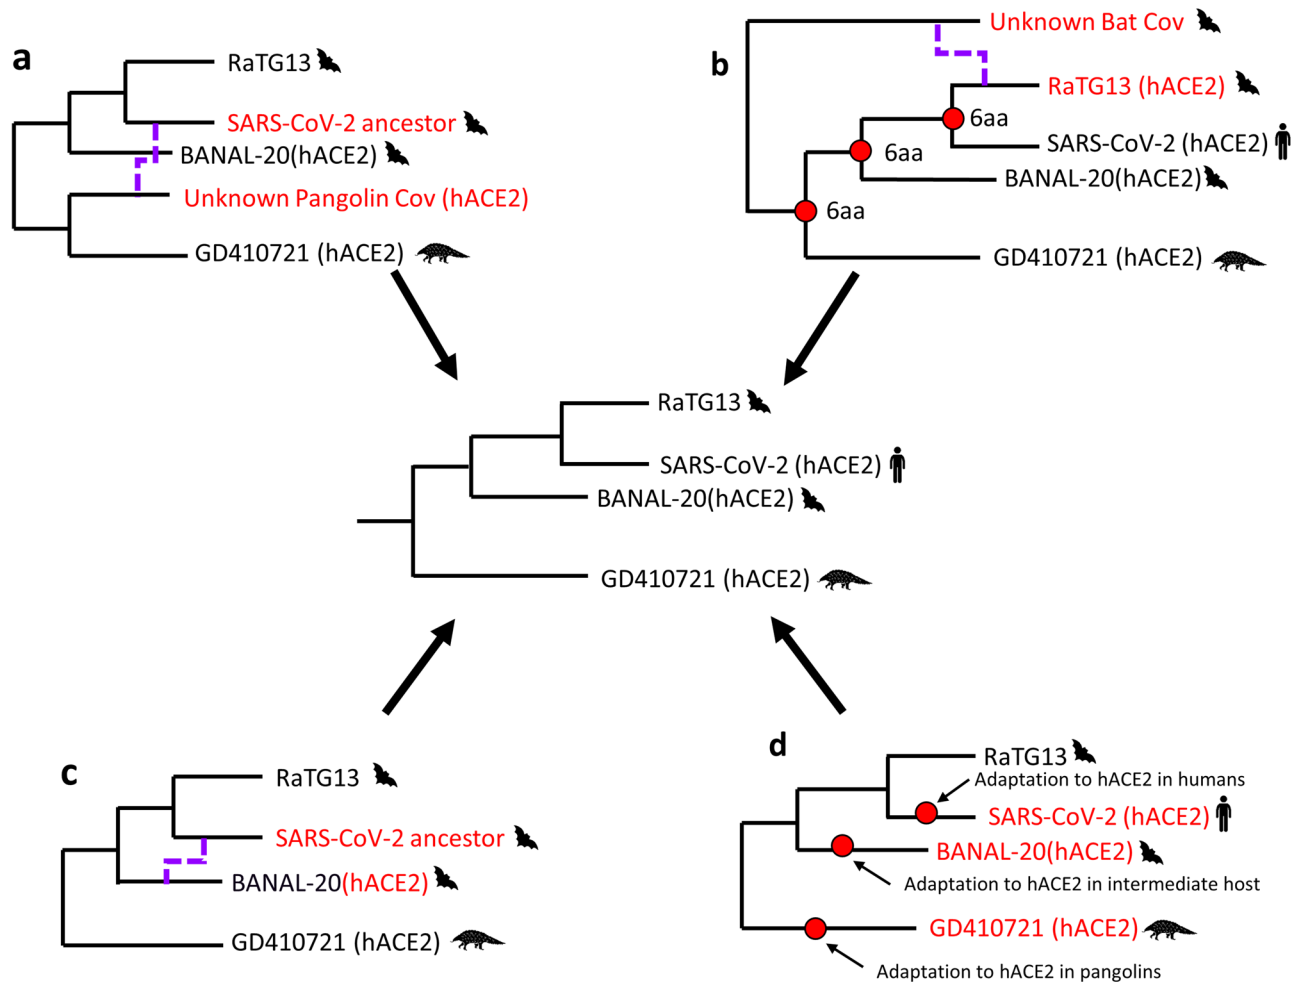 a
RaTG13
SARS-CoV-2 ancestor
BANAL-20(hACE2)
Unknown Pangolin Cov (hACE2)
GD410721 (hACE2)
b
Unknown Bat Cov
RaTG13 (hACE2)
6aa
SARS-CoV-2 (hACE2)
6aa
BANAL-20(hACE2)
6aa
GD410721 (hACE2)
RaTG13
SARS-CoV-2 (hACE2)
BANAL-20(hACE2)
GD410721 (hACE2)
c
RaTG13
SARS-CoV-2 ancestor
BANAL-20(hACE2)
GD410721 (hACE2)
d
RaTG13
Adaptation to hACE2 in humans
SARS-CoV-2 (hACE2)
BANAL-20(hACE2)
Adaptation to hACE2 in intermediate host
GD410721 (hACE2)
Adaptation to hACE2 in pangolins